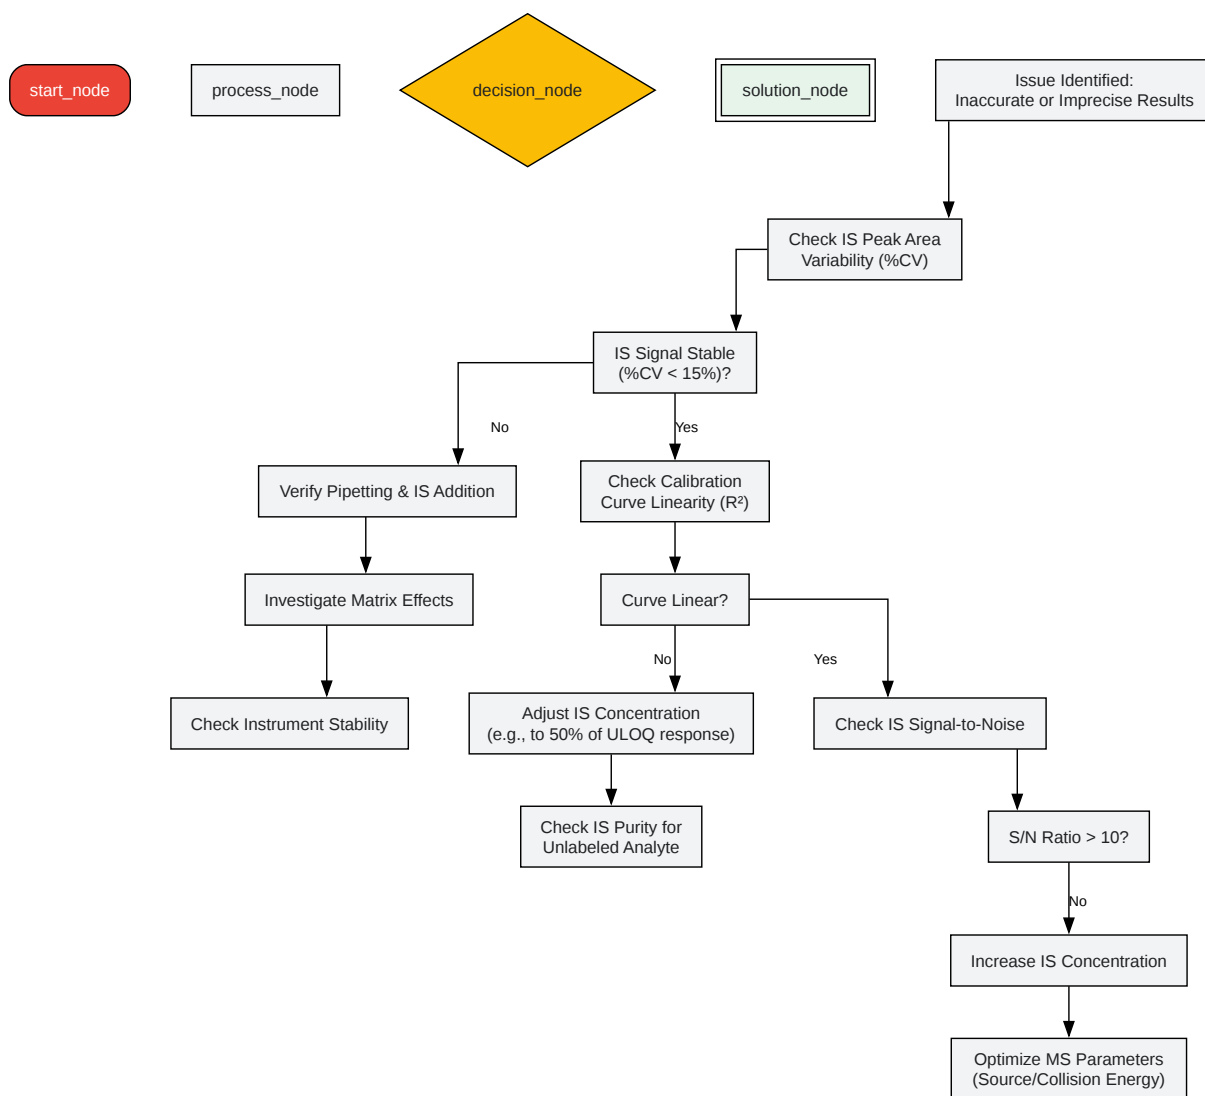 start_node
process_node
decision_node
solution_node
Issue Identified:
Inaccurate or Imprecise Results
Check IS Peak Area
Variability (%CV)
IS Signal Stable
(%CV < 15%)?
No
Yes
Verify Pipetting & IS Addition
Check Calibration
Curve Linearity (R²)
Investigate Matrix Effects
Curve Linear?
No
Yes
Check Instrument Stability
Adjust IS Concentration
(e.g., to 50% of ULOQ response)
Check IS Signal-to-Noise
Check IS Purity for
Unlabeled Analyte
S/N Ratio > 10?
No
Increase IS Concentration
Optimize MS Parameters
(Source/Collision Energy)